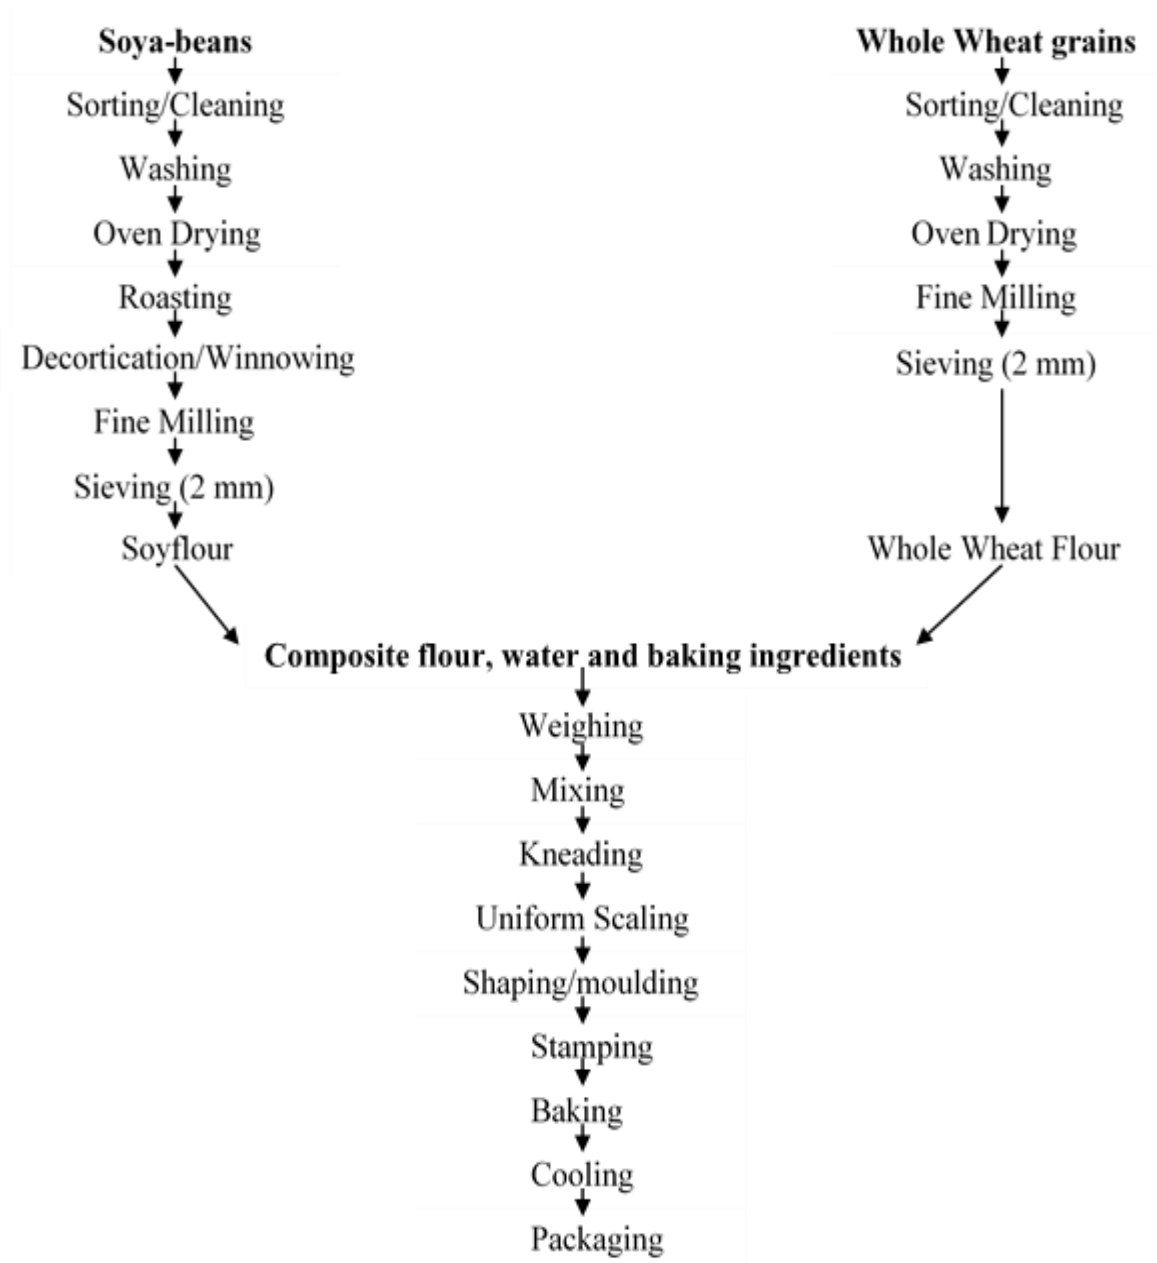 Soya-beans
Sorting/Cleaning
Washing
Oven Drying
Roasting
Decortication/Winnowing
Fine Milling
Sieving (2 mm)
Soyflour
Whole Wheat grains
Sorting/Cleaning
Washing
Oven Drying
Fine Milling
Sieving (2 mm)
Whole Wheat Flour
Composite flour, water and baking ingredients
Weighing
Mixing
Kneading
Uniform Scaling
Shaping/moulding
Stamping
Baking
Cooling
Packaging